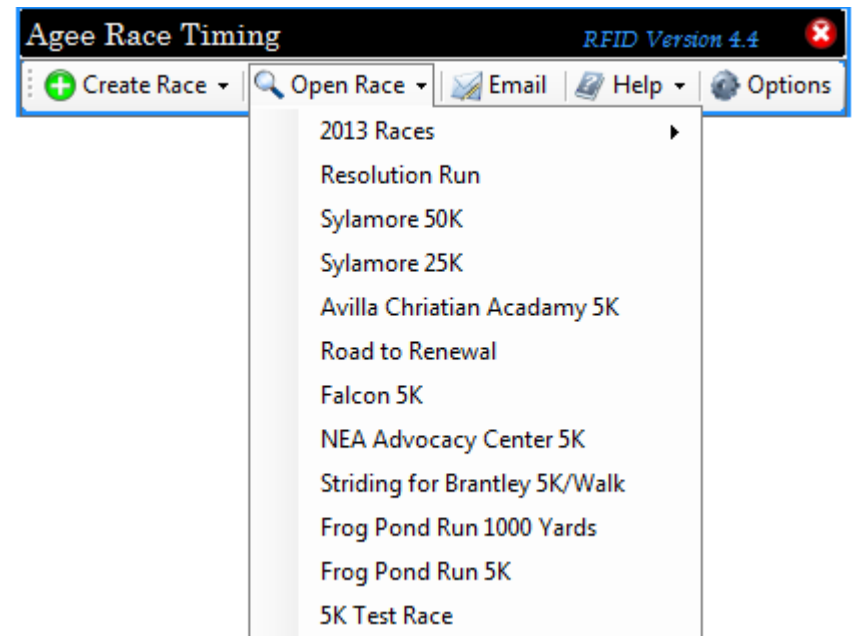 Agee Race Timing RFID Version 4.4
Create Race Open Race Email Help Options
2013 Races
Resolution Run
Sylamore 50K
Sylamore 25K
Avilla Chriatian Acadamy 5K
Road to Renewal
Falcon 5K
NEA Advocacy Center 5K
Striding for Brantley 5K/Walk
Frog Pond Run 1000 Yards
Frog Pond Run 5K
5K Test Race